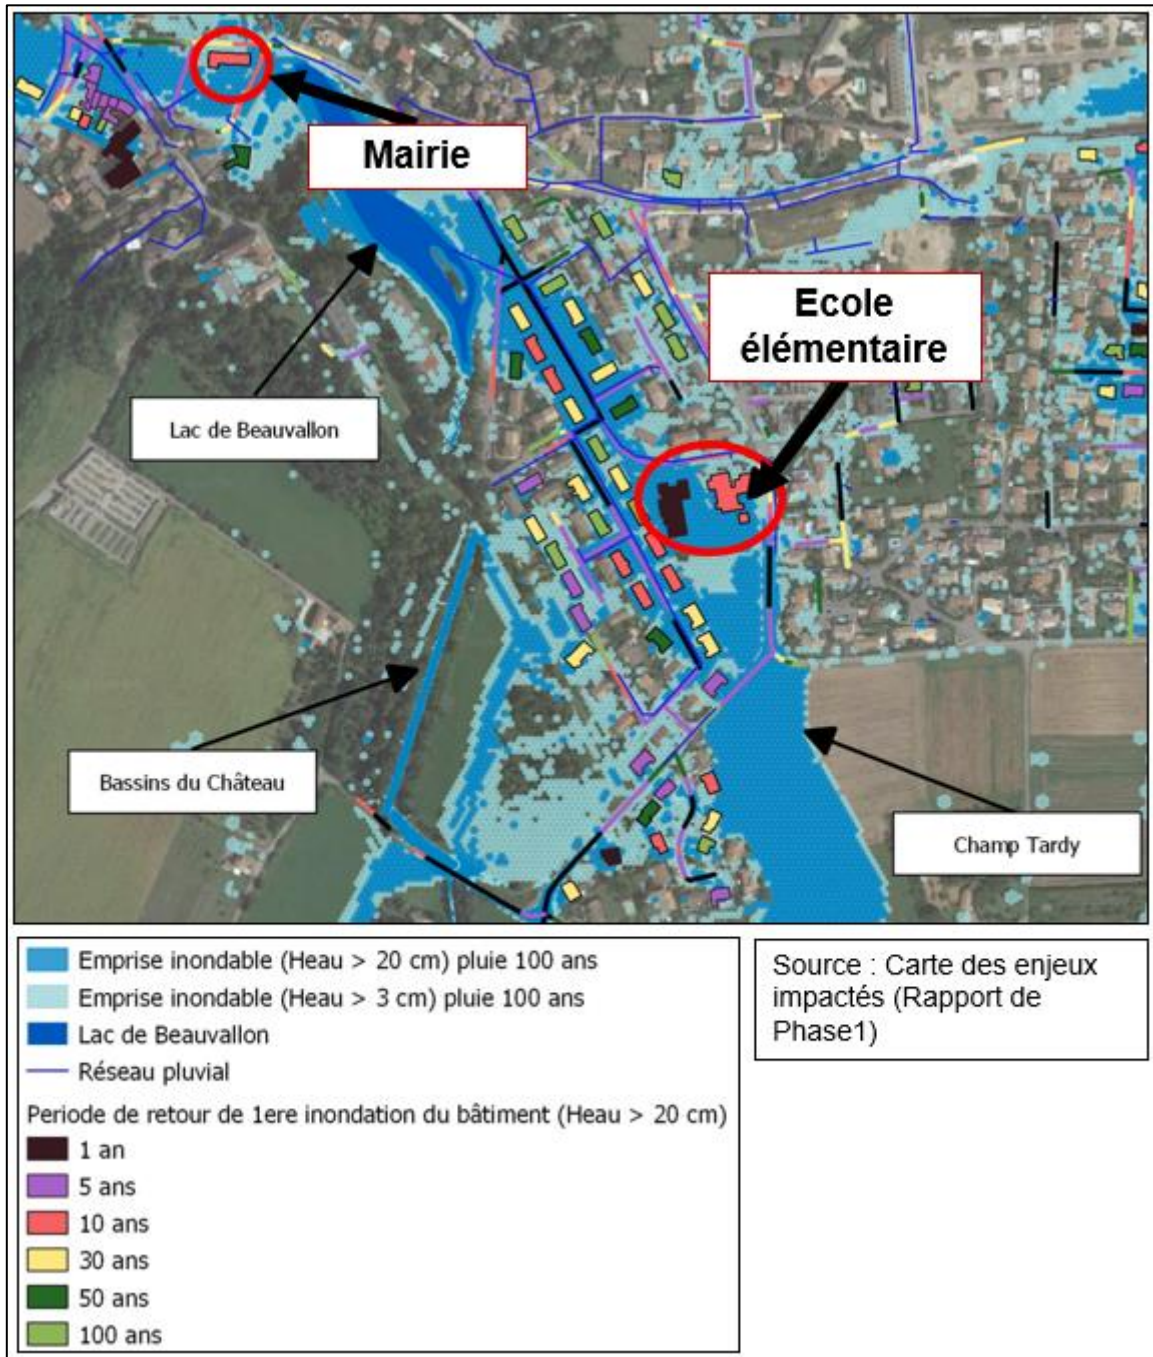 Mairie
Ecole
élémentaire
Lac de Beauvallon
Bassins du Château
Champ Tardy
Emprise inondable (Heau > 20 cm) pluie 100 ans
Emprise inondable (Heau > 3 cm) pluie 100 ans
Lac de Beauvallon
Réseau pluvial
Periode de retour de 1ere inondation du bâtiment (Heau > 20 cm)
1 an
5 ans
10 ans
30 ans
50 ans
100 ans
Source : Carte des enjeux
impactés (Rapport de
Phase1)